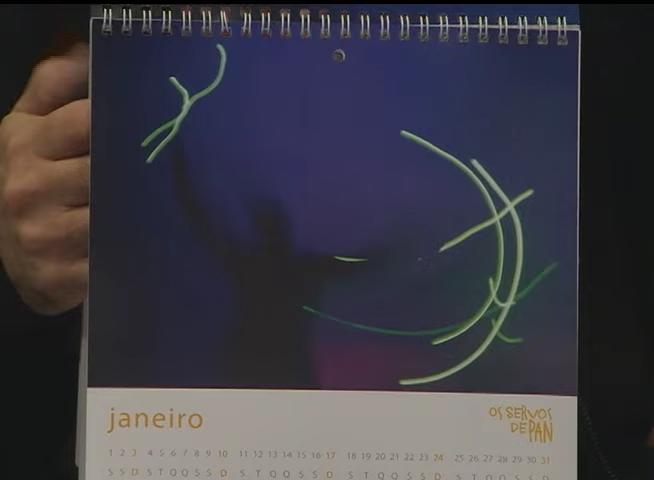 janeiro
OS SERVOS
DE PAN
1 2 3 4 5 6 7 8 9 10 11 12 13 14 15 16 17 18 19 20 21 22 23 24 25 26 27 28 29 30 31
S S D S T Q Q S S D S T Q Q S S D S T Q Q S S D S T Q Q S S D